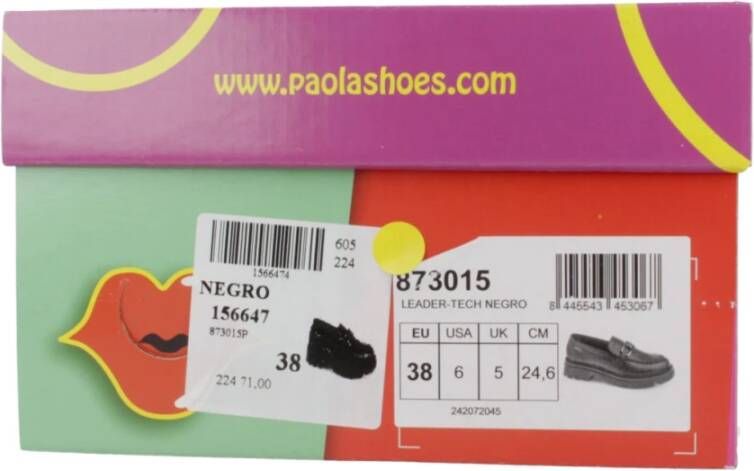 www.paolashoes.com
605
224
1566474
NEGRO
156647
873015P
38
224 71,00
873015
LEADER-TECH NEGRO
8 445543 453067
EU USA UK CM
38 6 5 24,6
242072045